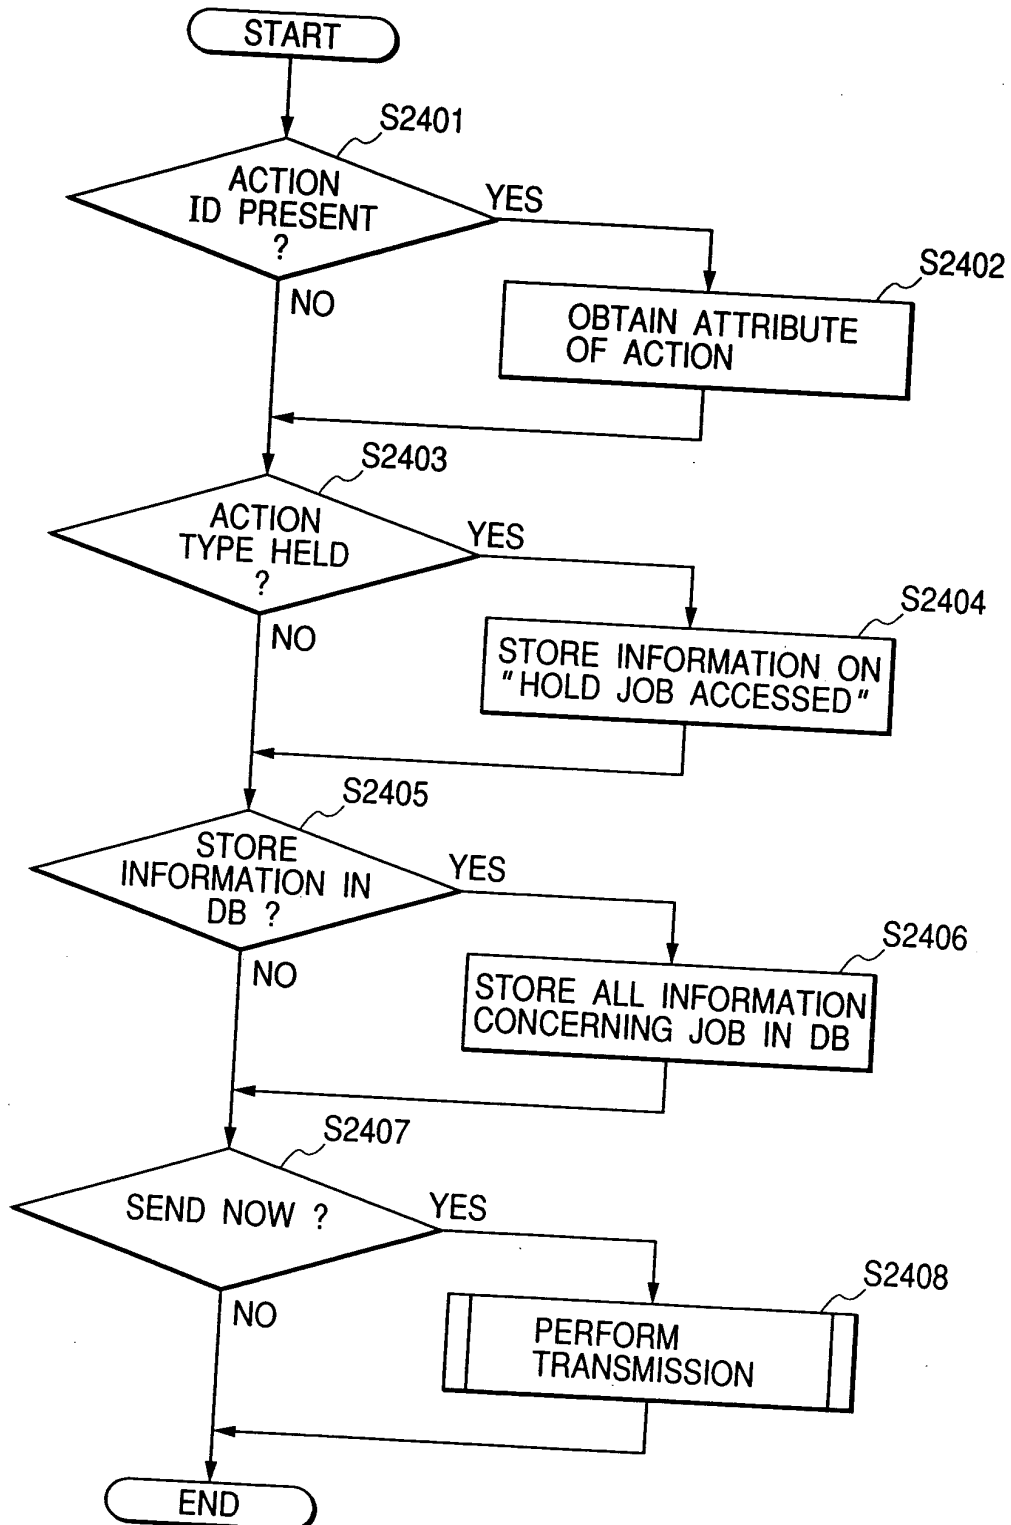 START
S2401
ACTION
ID PRESENT
?
YES
NO
S2402
OBTAIN ATTRIBUTE
OF ACTION
S2403
ACTION
TYPE HELD
?
YES
NO
S2404
STORE INFORMATION ON
"HOLD JOB ACCESSED"
S2405
STORE
INFORMATION IN
DB ?
YES
NO
S2406
STORE ALL INFORMATION
CONCERNING JOB IN DB
S2407
SEND NOW ?
YES
NO
S2408
PERFORM
TRANSMISSION
END